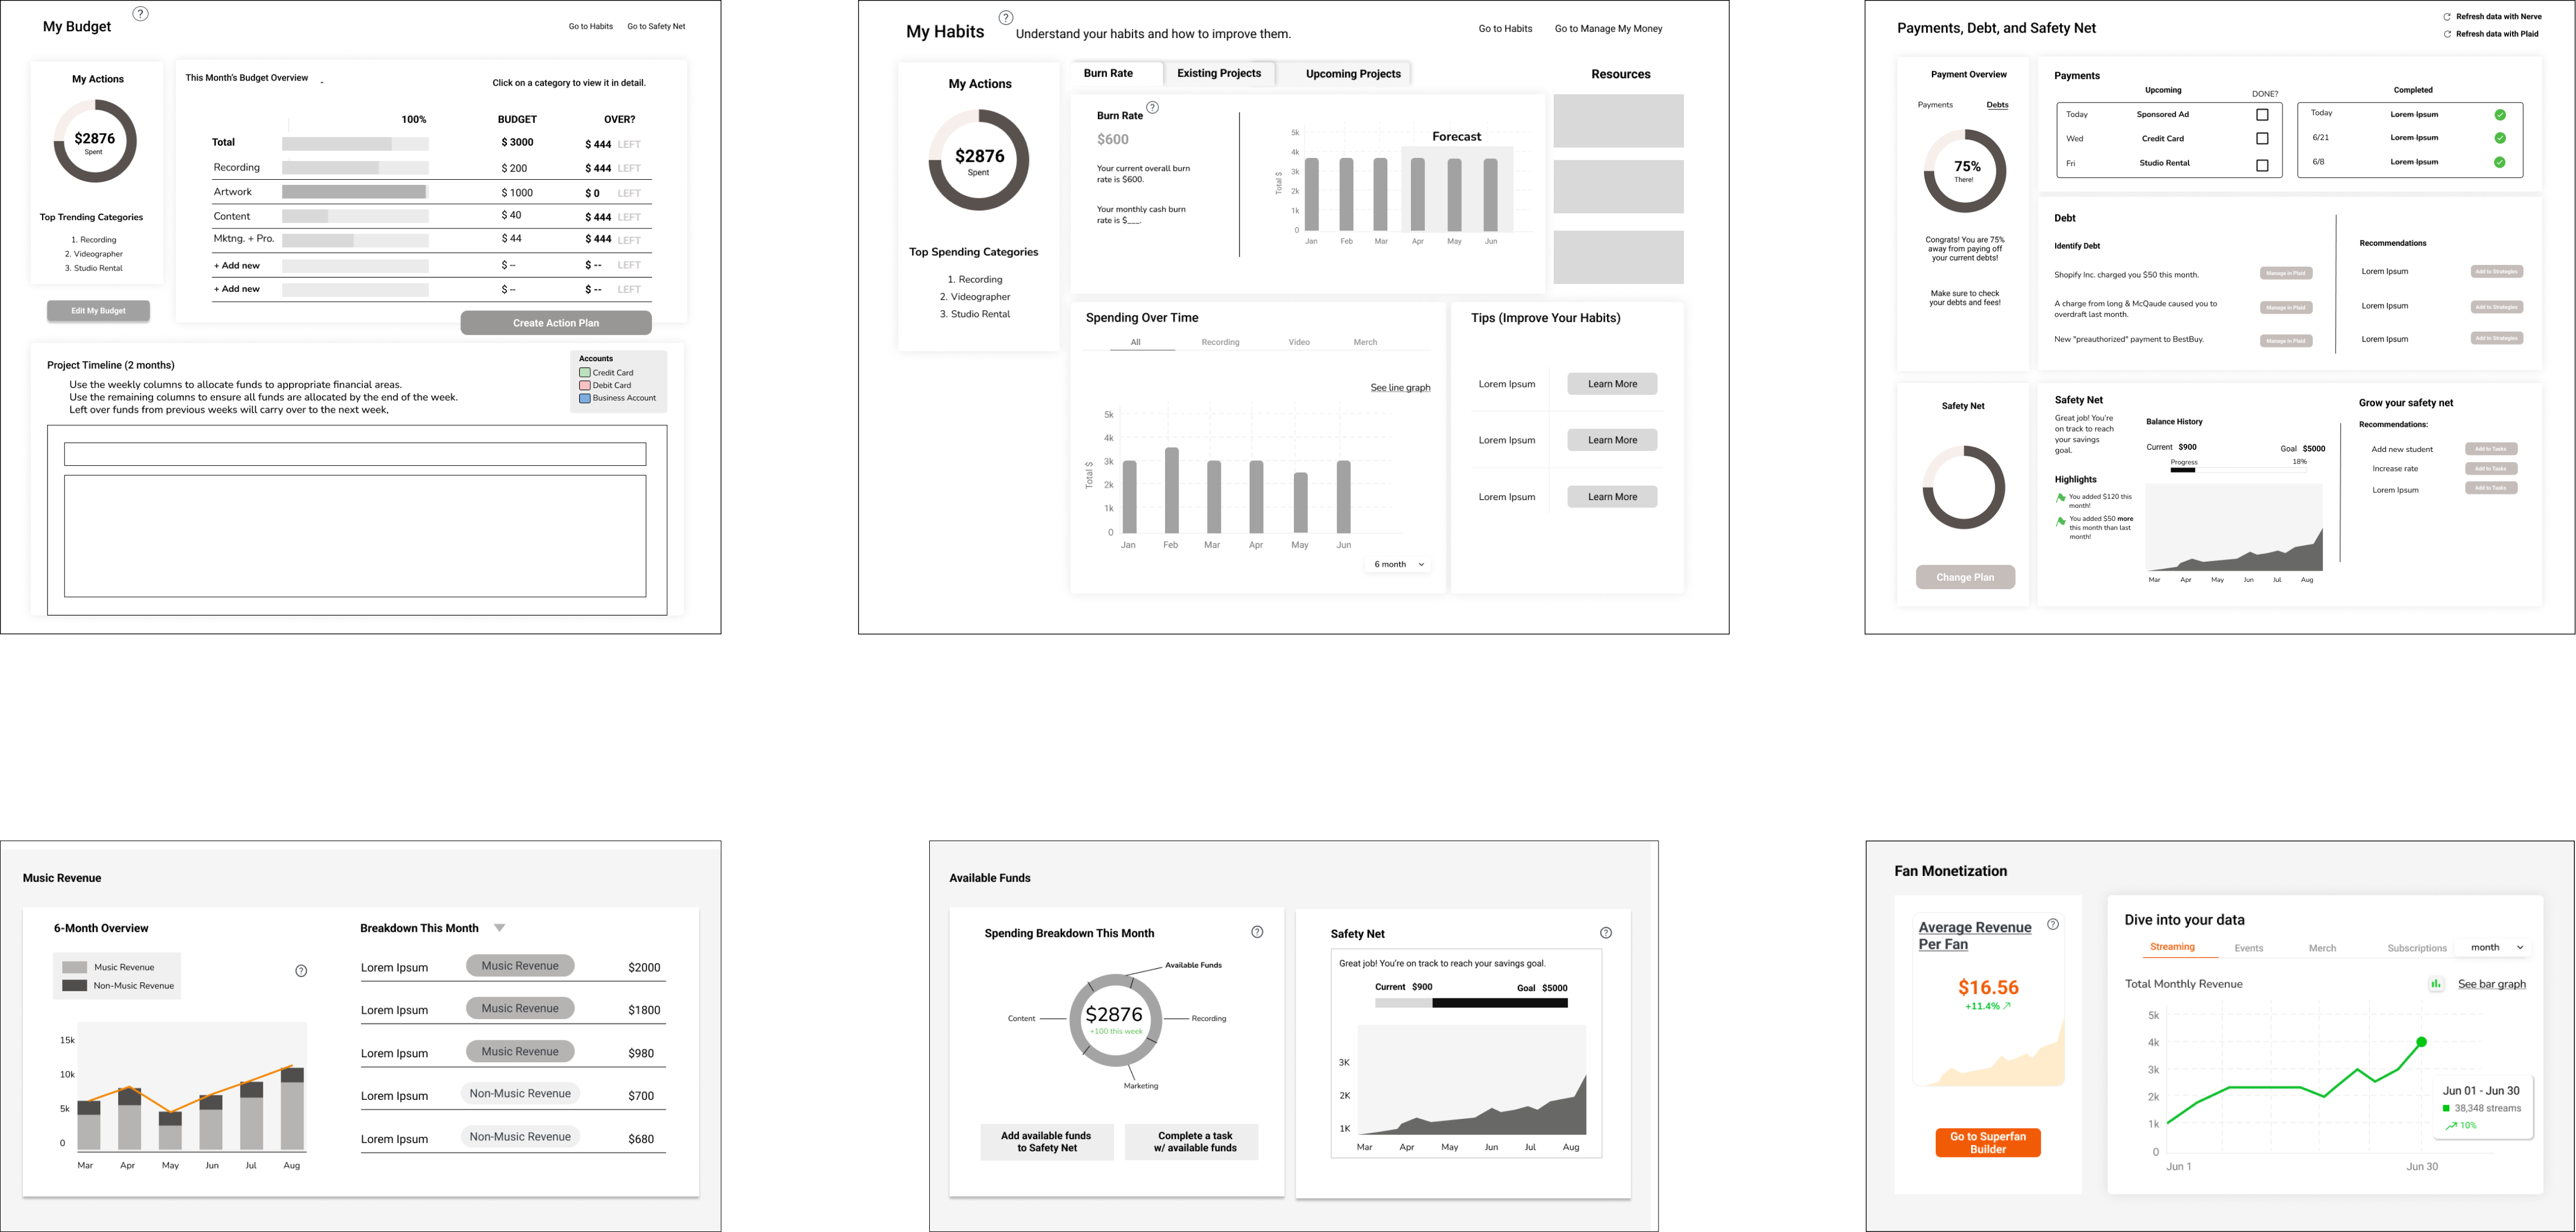 My Budget
?
Go to Habits
Go to Safety Net
My Actions
$2876
Spent
Top Trending Categories
1. Recording
2. Videographer
3. Studio Rental
Edit My Budget
This Month's Budget Overview
-
Click on a category to view it in detail.
100%
BUDGET
OVER?
Total
$ 3000
$ 444 LEFT
Recording
$ 200
$ 444 LEFT
Artwork
$ 1000
$ 0 LEFT
Content
$ 40
$ 444 LEFT
Mktng. + Pro.
$ 44
$ 444 LEFT
+ Add new
$ --
$ -- LEFT
+ Add new
$ --
$ -- LEFT
Create Action Plan
Project Timeline (2 months)
Use the weekly columns to allocate funds to appropriate financial areas.
Use the remaining columns to ensure all funds are allocated by the end of the week.
Left over funds from previous weeks will carry over to the next week,
Accounts
Credit Card
Debit Card
Business Account
My Habits
?
Understand your habits and how to improve them.
Go to Habits
Go to Manage My Money
My Actions
$2876
Spent
Top Spending Categories
1. Recording
2. Videographer
3. Studio Rental
Burn Rate
Existing Projects
Upcoming Projects
Burn Rate
?
$600
Your current overall burn
rate is $600.
Your monthly cash burn
rate is $___.
Forecast
Total $
5k
4k
3k
2k
1k
0
Jan
Feb
Mar
Apr
May
Jun
Resources
Spending Over Time
All
Recording
Video
Merch
See line graph
Total $
5k
4k
3k
2k
1k
0
Jan
Feb
Mar
Apr
May
Jun
6 month
Tips (Improve Your Habits)
Lorem Ipsum
Learn More
Lorem Ipsum
Learn More
Lorem Ipsum
Learn More
Payments, Debt, and Safety Net
Refresh data with Nerve
Refresh data with Plaid
Payment Overview
Payments
Debts
75%
There!
Congrats! You are 75%
away from paying off
your current debts!
Make sure to check
your debts and fees!
Payments
Upcoming
DONE?
Today
Sponsored Ad
Wed
Credit Card
Fri
Studio Rental
Completed
Today
Lorem Ipsum
6/21
Lorem Ipsum
6/8
Lorem Ipsum
Debt
Identify Debt
Shopify Inc. charged you $50 this month.
Manage in Plaid
A charge from long & McQaude caused you to
overdraft last month.
Manage in Plaid
New "preauthorized" payment to BestBuy.
Manage in Plaid
Recommendations
Lorem Ipsum
Add to Strategies
Lorem Ipsum
Add to Strategies
Lorem Ipsum
Add to Strategies
Safety Net
Change Plan
Safety Net
Great job! You're
on track to reach
your savings
goal.
Highlights
You added $120 this
month!
You added $50 more
this month than last
month!
Balance History
Current $900
Goal $5000
Progress
18%
Mar
Apr
May
Jun
Jul
Aug
Grow your safety net
Recommendations:
Add new student
Add to Tasks
Increase rate
Add to Tasks
Lorem Ipsum
Add to Tasks
Music Revenue
6-Month Overview
Music Revenue
Non-Music Revenue
?
15k
10k
5k
0
Mar
Apr
May
Jun
Jul
Aug
Breakdown This Month
Lorem Ipsum
Music Revenue
$2000
Lorem Ipsum
Music Revenue
$1800
Lorem Ipsum
Music Revenue
$980
Lorem Ipsum
Non-Music Revenue
$700
Lorem Ipsum
Non-Music Revenue
$680
Available Funds
Spending Breakdown This Month
?
Available Funds
$2876
+100 this week
Content
Recording
Marketing
Add available funds
to Safety Net
Complete a task
w/ available funds
Safety Net
?
Great job! You're on track to reach your savings goal.
Current $900
Goal $5000
3K
2K
1K
Mar
Apr
May
Jun
Jul
Aug
Fan Monetization
Average Revenue
Per Fan
?
$16.56
+11.4%
Go to Superfan
Builder
Dive into your data
Streaming
Events
Merch
Subscriptions
month
Total Monthly Revenue
See bar graph
5k
4k
3k
2k
1k
0
Jun 1
Jun 30
Jun 01 - Jun 30
38,348 streams
10%